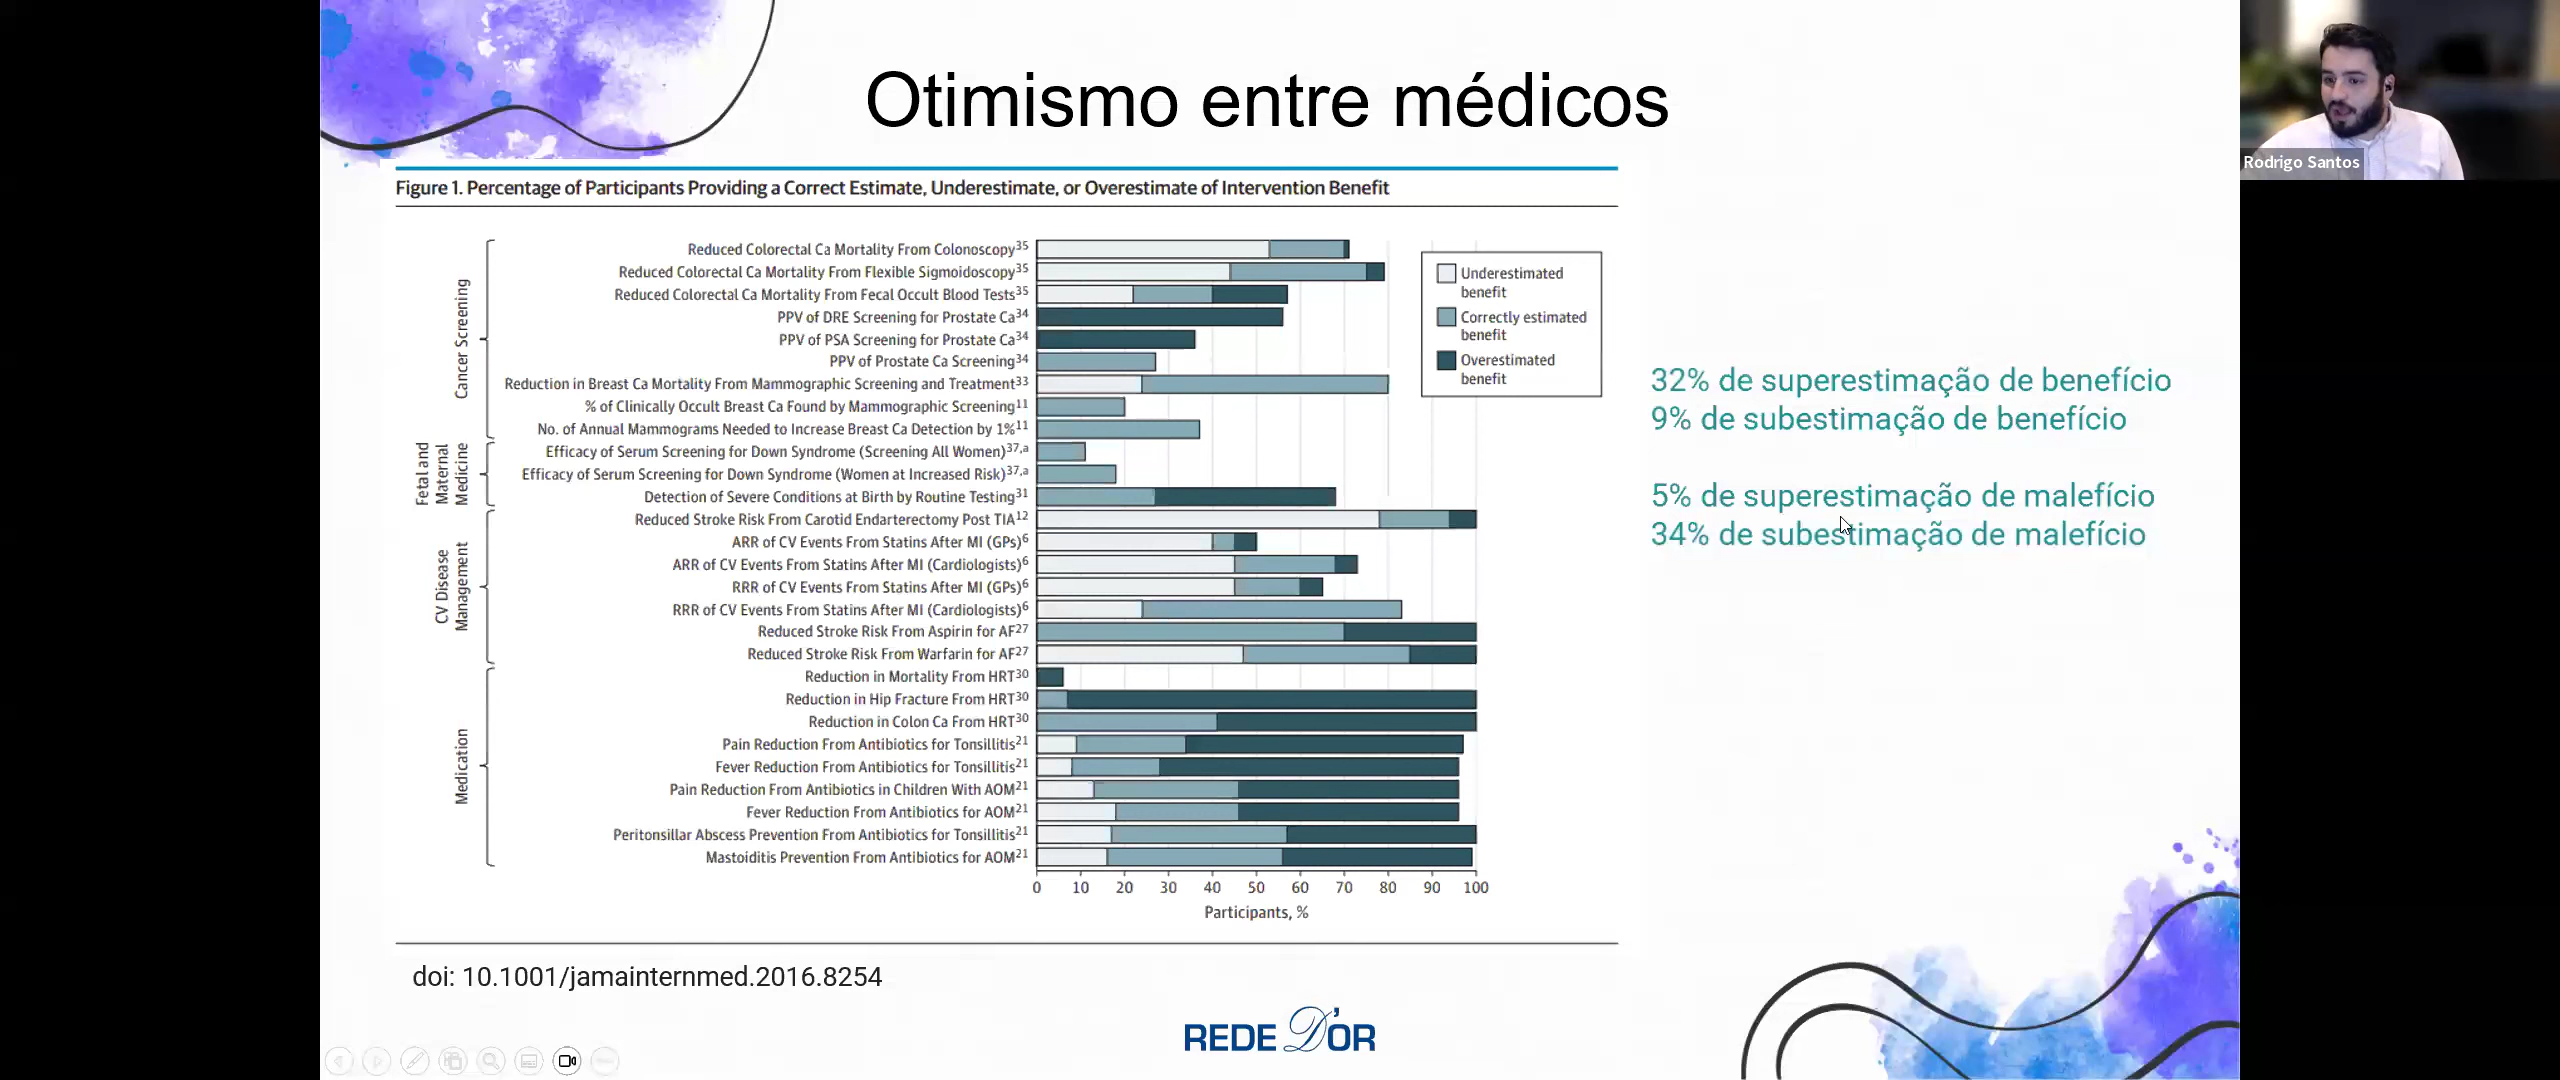 Otimismo entre médicos
Rodrigo Santos
Figure 1. Percentage of Participants Providing a Correct Estimate, Underestimate, or Overestimate of Intervention Benefit
Cancer Screening
Reduced Colorectal Ca Mortality From Colonoscopy35
Reduced Colorectal Ca Mortality From Flexible Sigmoidoscopy35
Reduced Colorectal Ca Mortality From Fecal Occult Blood Tests35
PPV of DRE Screening for Prostate Ca34
PPV of PSA Screening for Prostate Ca34
PPV of Prostate Ca Screening34
Reduction in Breast Ca Mortality From Mammographic Screening and Treatment33
% of Clinically Occult Breast Ca Found by Mammographic Screening11
No. of Annual Mammograms Needed to Increase Breast Ca Detection by 1%11
Fetal and
Maternal
Medicine
Efficacy of Serum Screening for Down Syndrome (Screening All Women)37,a
Efficacy of Serum Screening for Down Syndrome (Women at Increased Risk)37,a
Detection of Severe Conditions at Birth by Routine Testing31
CV Disease
Management
Reduced Stroke Risk From Carotid Endarterectomy Post TIA12
ARR of CV Events From Statins After MI (GPs)6
ARR of CV Events From Statins After MI (Cardiologists)6
RRR of CV Events From Statins After MI (GPs)6
RRR of CV Events From Statins After MI (Cardiologists)6
Reduced Stroke Risk From Aspirin for AF27
Reduced Stroke Risk From Warfarin for AF27
Medication
Reduction in Mortality From HRT30
Reduction in Hip Fracture From HRT30
Reduction in Colon Ca From HRT30
Pain Reduction From Antibiotics for Tonsillitis21
Fever Reduction From Antibiotics for Tonsillitis21
Pain Reduction From Antibiotics in Children With AOM21
Fever Reduction From Antibiotics for AOM21
Peritonsillar Abscess Prevention From Antibiotics for Tonsillitis21
Mastoiditis Prevention From Antibiotics for AOM21
0 10 20 30 40 50 60 70 80 90 100
Participants, %
Underestimated
benefit
Correctly estimated
benefit
Overestimated
benefit
32% de superestimação de benefício
9% de subestimação de benefício
5% de superestimação de malefício
34% de subestimação de malefício
doi: 10.1001/jamainternmed.2016.8254
REDE D'OR